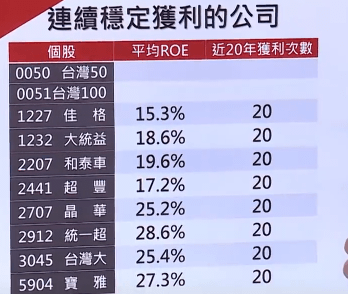 連續穩定獲利的公司
個股 平均ROE 近20年獲利次數
0050 台灣50
0051台灣100
1227 佳 格 15.3% 20
1232 大統益 18.6% 20
2207 和泰車 19.6% 20
2441 超 豐 17.2% 20
2707 晶 華 25.2% 20
2912 統一超 28.6% 20
3045 台灣大 25.4% 20
5904 寶 雅 27.3% 20